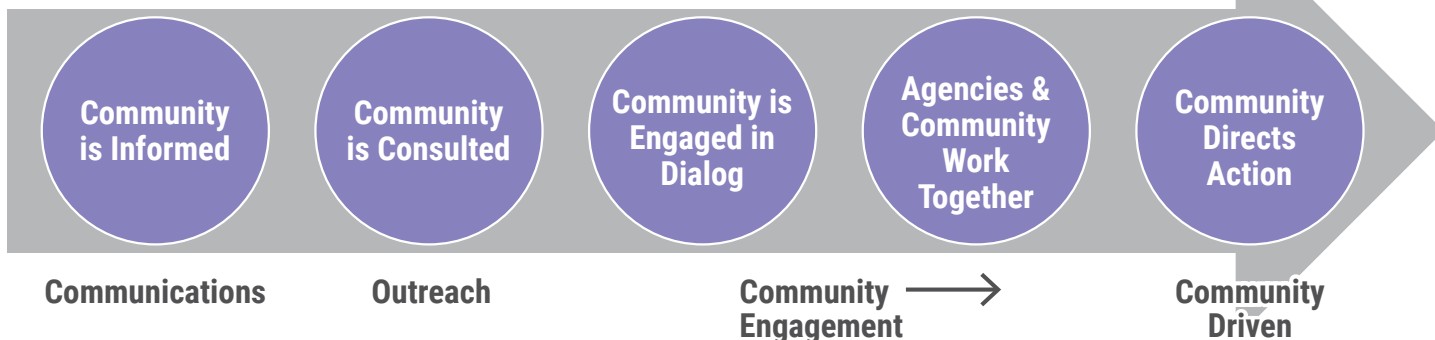 Community
is Informed
Community
is Consulted
Community is
Engaged in
Dialog
Agencies &
Community
Work
Together
Community
Directs
Action
Communications
Outreach
Community
Engagement
Community
Driven